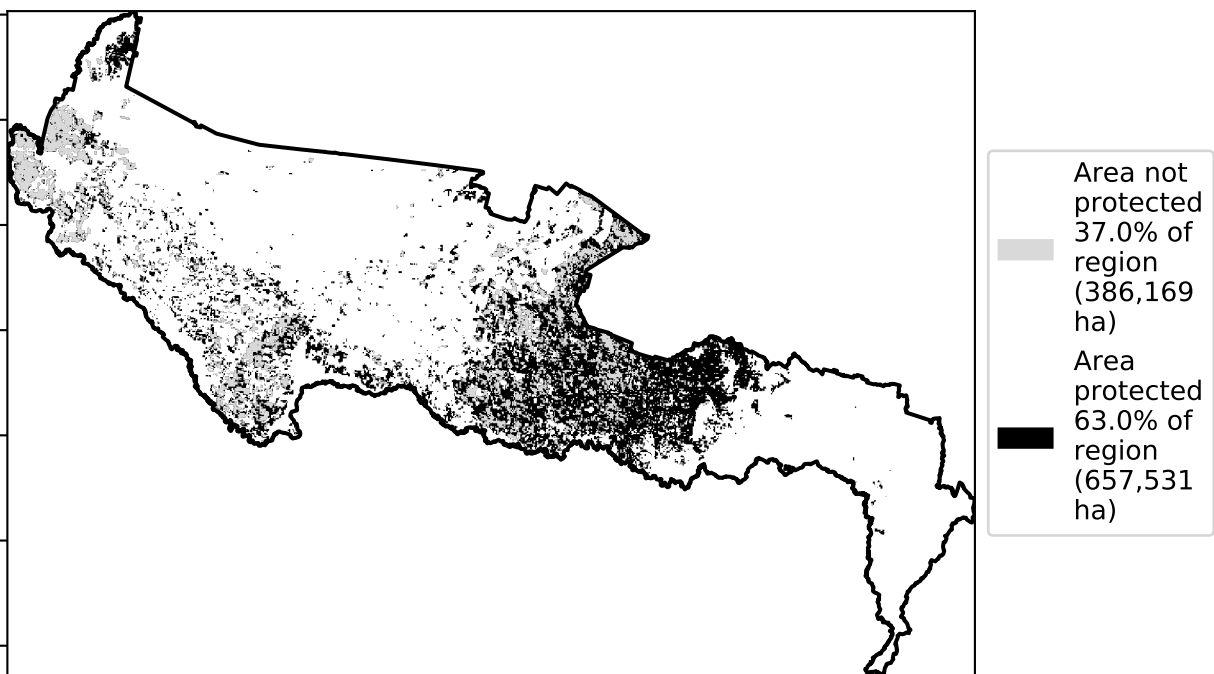 Area not
protected
37.0% of
region
(386,169
ha)
Area
protected
63.0% of
region
(657,531
ha)